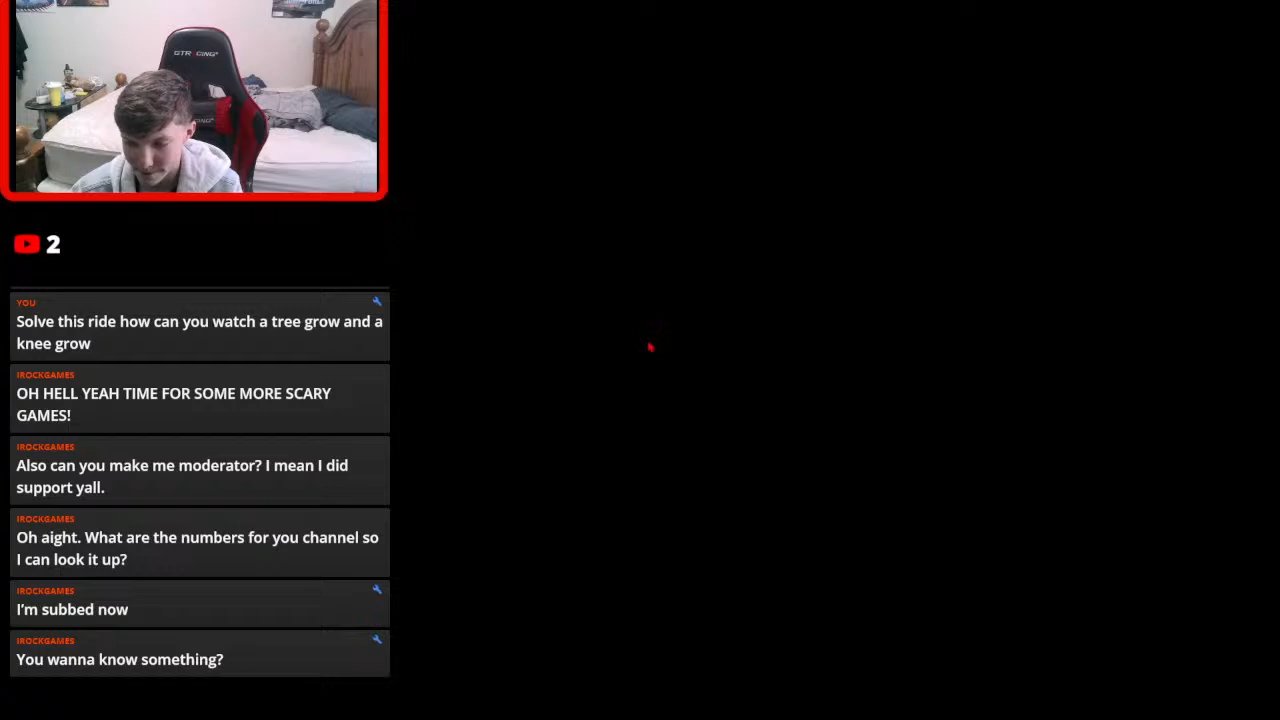 GTRACING
2
YOU
Solve this ride how can you watch a tree grow and a
knee grow
IROCKGAMES
OH HELL YEAH TIME FOR SOME MORE SCARY
GAMES!
IROCKGAMES
Also can you make me moderator? I mean I did
support yall.
IROCKGAMES
Oh aight. What are the numbers for you channel so
I can look it up?
IROCKGAMES
I'm subbed now
IROCKGAMES
You wanna know something?